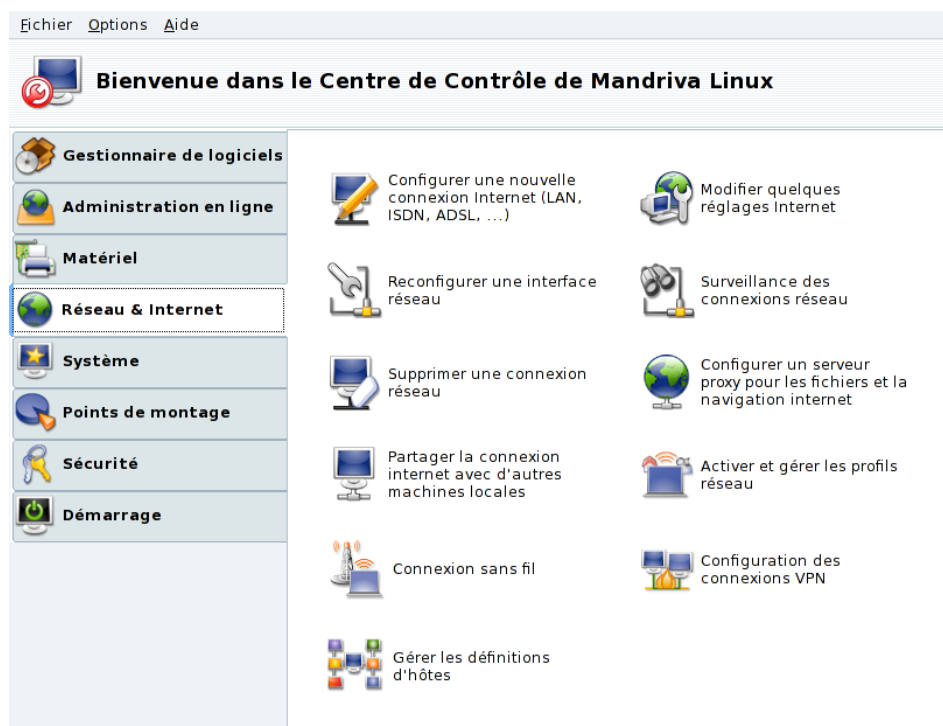 Fichier Options Aide
Bienvenue dans le Centre de Contrôle de Mandriva Linux
Gestionnaire de logiciels
Administration en ligne
Matériel
Réseau & Internet
Système
Points de montage
Sécurité
Démarrage
Configurer une nouvelle
connexion Internet (LAN,
ISDN, ADSL, ...)
Modifier quelques
réglages Internet
Reconfigurer une interface
réseau
Surveillance des
connexions réseau
Supprimer une connexion
réseau
Configurer un serveur
proxy pour les fichiers et la
navigation internet
Partager la connexion
internet avec d'autres
machines locales
Activer et gérer les profils
réseau
Connexion sans fil
Configuration des
connexions VPN
Gérer les définitions
d'hôtes